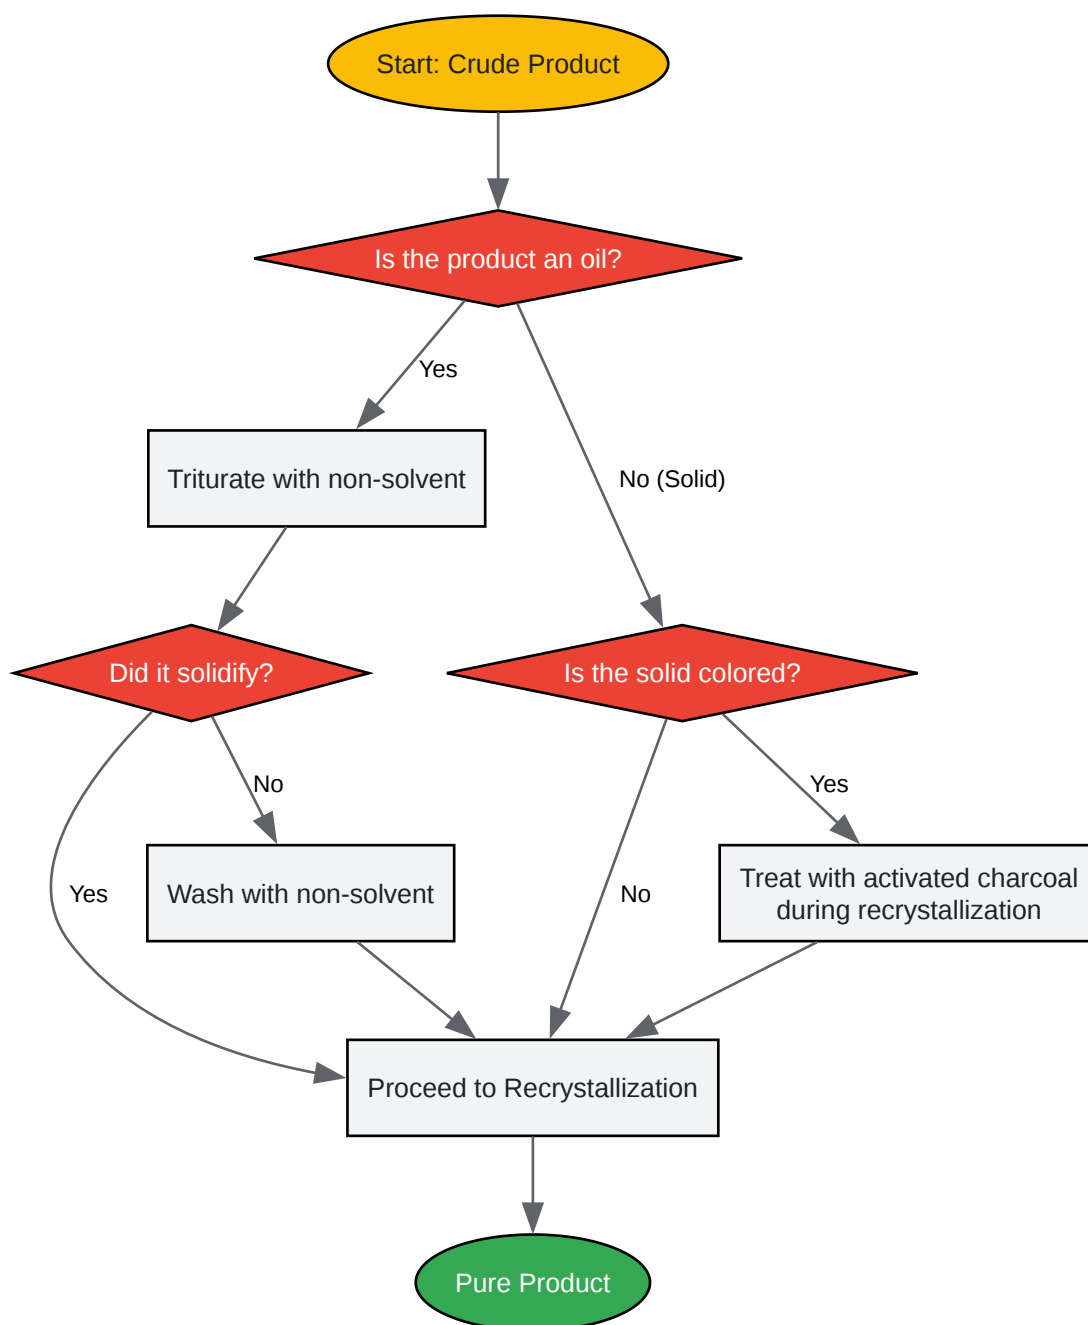 Start: Crude Product
Is the product an oil?
Yes
Triturate with non-solvent
No (Solid)
Did it solidify?
Is the solid colored?
No
Yes
Yes
Wash with non-solvent
No
Treat with activated charcoal
during recrystallization
Proceed to Recrystallization
Pure Product